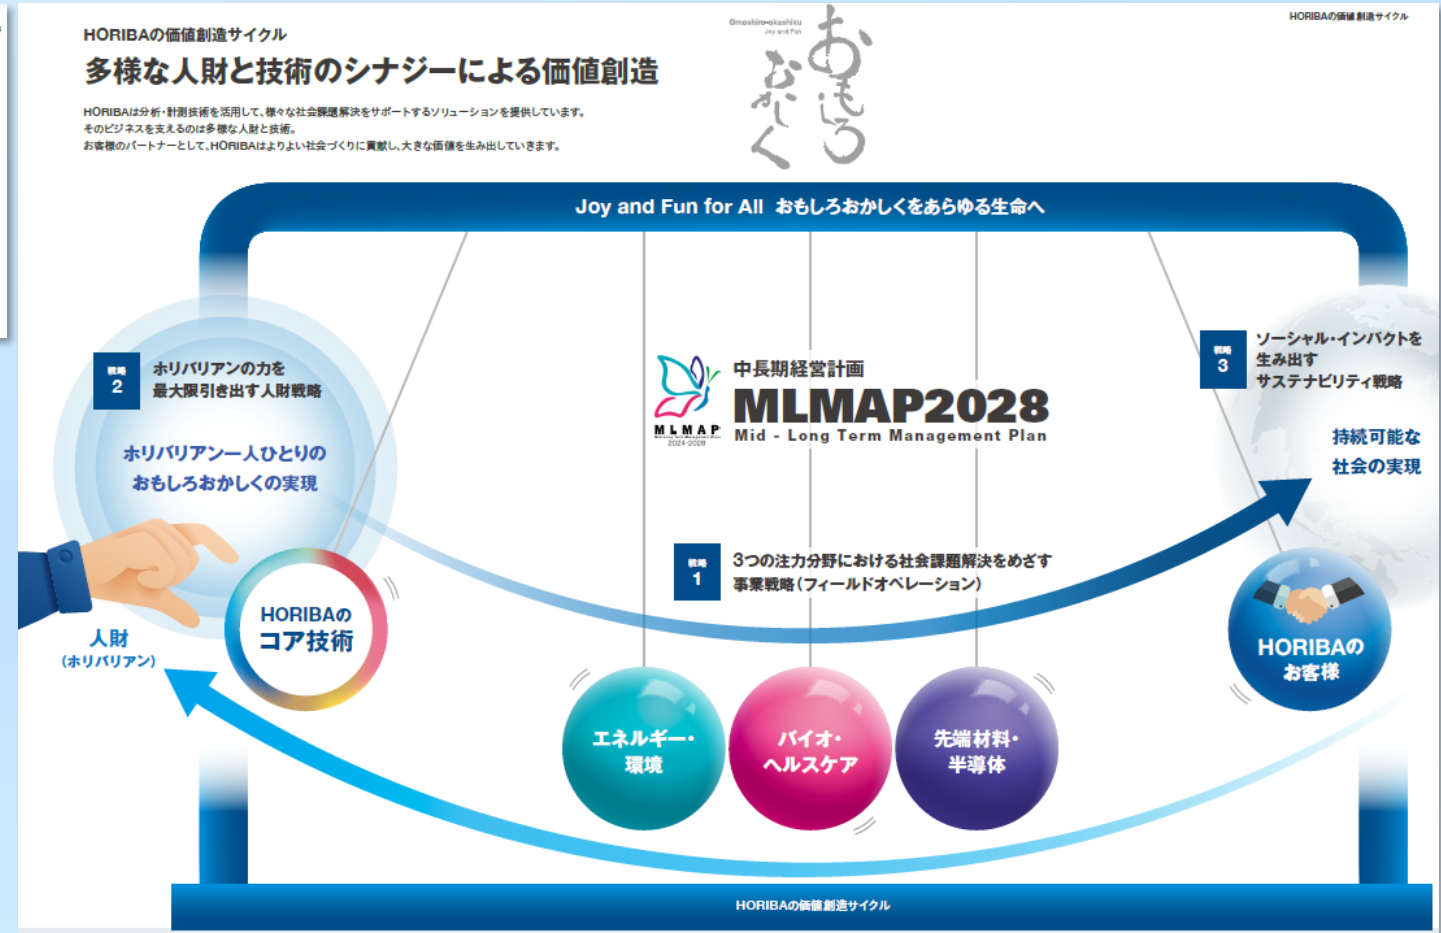 HORIBAの価値創造サイクル
HORIBAの価値創造サイクル
多様な人財と技術のシナジーによる価値創造
HORIBAは分析・計測技術を活用して、様々な社会課題解決をサポートするソリューションを提供しています。
そのビジネスを支えるのは多様な人財と技術。
お客様のパートナーとして、HORIBAはよりよい社会づくりに貢献し、大きな価値を生み出していきます。
Omoshiro-okashiku
Joy and Fun
おもしろ
おかしく
Joy and Fun for All おもしろおかしくをあらゆる生命へ
戦略
2
ホリバリアンの力を
最大限引き出す人財戦略
ホリバリアン一人ひとりの
おもしろおかしくの実現
MLMAP
Mid-Long Term Management Plan
2024-2028
中長期経営計画
MLMAP2028
Mid - Long Term Management Plan
戦略
3
ソーシャル・インパクトを
生み出す
サステナビリティ戦略
持続可能な
社会の実現
戦略
1
3つの注力分野における社会課題解決をめざす
事業戦略（フィールドオペレーション）
人財
（ホリバリアン）
HORIBAの
コア技術
エネルギー・
環境
バイオ・
ヘルスケア
先端材料・
半導体
HORIBAの
お客様
HORIBAの価値創造サイクル